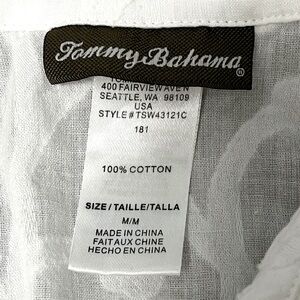 Tommy Bahama®
400 FAIRVIEW AVE N
SEATTLE, WA 98109
USA
STYLE#TSW43121C
181
100% COTTON
SIZE/TAILLE/TALLA
M/M
MADE IN CHINA
FAIT AUX CHINE
HECHO EN CHINA